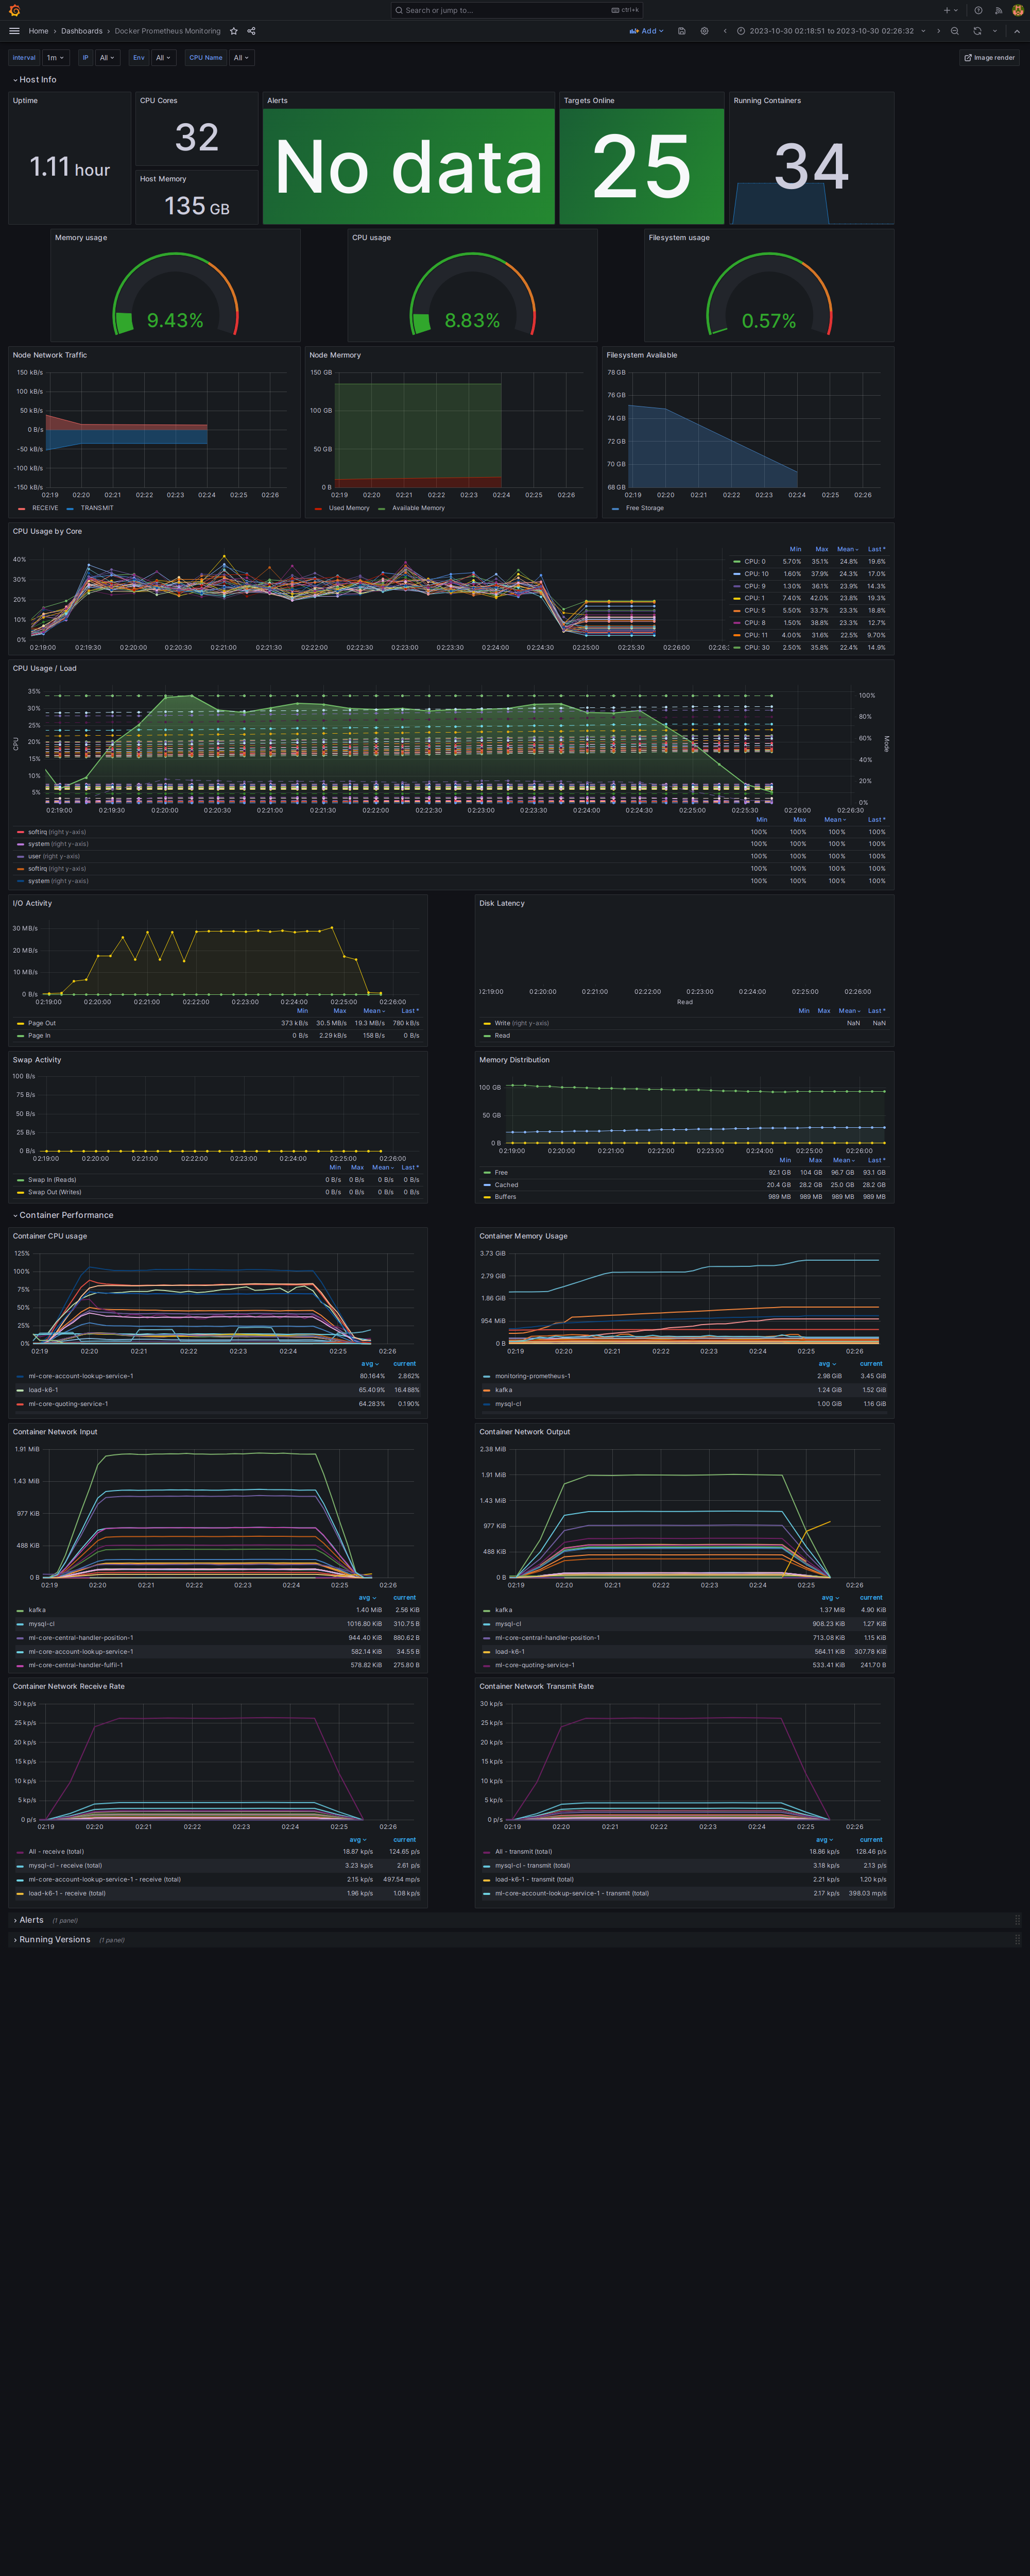 Search or jump to... ctrl+k
Home › Dashboards › Docker Prometheus Monitoring Add 2023-10-30 02:18:51 to 2023-10-30 02:26:32
interval 1m IP All Env All CPU Name All Image render
Host Info
Uptime CPU Cores Alerts Targets Online Running Containers
1.11 hour 32 No data 25 34
Host Memory
135 GB
Memory usage CPU usage Filesystem usage
9.43% 8.83% 0.57%
Node Network Traffic Node Mermory Filesystem Available
150 kB/s 150 GB 78 GB
100 kB/s 76 GB
50 kB/s 100 GB 74 GB
0 B/s
-50 kB/s 50 GB 72 GB
-100 kB/s 70 GB
-150 kB/s 0 B 68 GB
02:19 02:20 02:21 02:22 02:23 02:24 02:25 02:26 02:19 02:20 02:21 02:22 02:23 02:24 02:25 02:26 02:19 02:20 02:21 02:22 02:23 02:24 02:25 02:26
RECEIVE TRANSMIT Used Memory Available Memory Free Storage
CPU Usage by Core
Min Max Mean Last *
40% 30% 20% 10% 0%
CPU: 0 5.70% 35.1% 24.8% 19.6%
CPU: 10 1.60% 37.9% 24.3% 17.0%
CPU: 9 1.30% 36.1% 23.9% 14.3%
CPU: 1 7.40% 42.0% 23.8% 19.3%
CPU: 5 5.50% 33.7% 23.3% 18.8%
CPU: 8 1.50% 38.8% 23.3% 12.7%
CPU: 11 4.00% 31.6% 22.5% 9.70%
CPU: 30 2.50% 35.8% 22.4% 14.9%
02:19:00 02:19:30 02:20:00 02:20:30 02:21:00 02:21:30 02:22:00 02:22:30 02:23:00 02:23:30 02:24:00 02:24:30 02:25:00 02:25:30 02:26:00 02:26:
CPU Usage / Load
35% 30% 25% 20% 15% 10% 5%
CPU
100% 80% 60% 40% 20% 0%
Mode
02:19:00 02:19:30 02:20:00 02:20:30 02:21:00 02:21:30 02:22:00 02:22:30 02:23:00 02:23:30 02:24:00 02:24:30 02:25:00 02:25:30 02:26:00 02:26:30
Min Max Mean Last *
softirq (right y-axis) 100% 100% 100% 100%
system (right y-axis) 100% 100% 100% 100%
user (right y-axis) 100% 100% 100% 100%
softirq (right y-axis) 100% 100% 100% 100%
system (right y-axis) 100% 100% 100% 100%
I/O Activity
30 MB/s
20 MB/s
10 MB/s
0 B/s
02:19:00 02:20:00 02:21:00 02:22:00 02:23:00 02:24:00 02:25:00 02:26:00
Min Max Mean Last *
Page Out 373 kB/s 30.5 MB/s 19.3 MB/s 780 kB/s
Page In 0 B/s 2.29 kB/s 158 B/s 0 B/s
Disk Latency
02:19:00 02:20:00 02:21:00 02:22:00 02:23:00 02:24:00 02:25:00 02:26:00
Read
Min Max Mean Last *
Write (right y-axis) NaN NaN
Read
Swap Activity
100 B/s
75 B/s
50 B/s
25 B/s
0 B/s
02:19:00 02:20:00 02:21:00 02:22:00 02:23:00 02:24:00 02:25:00 02:26:00
Min Max Mean Last *
Swap In (Reads) 0 B/s 0 B/s 0 B/s 0 B/s
Swap Out (Writes) 0 B/s 0 B/s 0 B/s 0 B/s
Memory Distribution
100 GB
50 GB
0 B
02:19:00 02:20:00 02:21:00 02:22:00 02:23:00 02:24:00 02:25:00 02:26:00
Min Max Mean Last *
Free 92.1 GB 104 GB 96.7 GB 93.1 GB
Cached 20.4 GB 28.2 GB 25.0 GB 28.2 GB
Buffers 989 MB 989 MB 989 MB 989 MB
Container Performance
Container CPU usage
125%
100%
75%
50%
25%
0%
02:19 02:20 02:21 02:22 02:23 02:24 02:25 02:26
avg current
ml-core-account-lookup-service-1 80.164% 2.862%
load-k6-1 65.409% 16.488%
ml-core-quoting-service-1 64.283% 0.190%
Container Memory Usage
3.73 GiB
2.79 GiB
1.86 GiB
954 MiB
0 B
02:19 02:20 02:21 02:22 02:23 02:24 02:25 02:26
avg current
monitoring-prometheus-1 2.98 GiB 3.45 GiB
kafka 1.24 GiB 1.52 GiB
mysql-cl 1.00 GiB 1.16 GiB
Container Network Input
1.91 MiB
1.43 MiB
977 KiB
488 KiB
0 B
02:19 02:20 02:21 02:22 02:23 02:24 02:25 02:26
avg current
kafka 1.40 MiB 2.56 KiB
mysql-cl 1016.80 KiB 310.75 B
ml-core-central-handler-position-1 944.40 KiB 880.62 B
ml-core-account-lookup-service-1 582.14 KiB 34.55 B
ml-core-central-handler-fulfil-1 578.82 KiB 275.80 B
Container Network Output
2.38 MiB
1.91 MiB
1.43 MiB
977 KiB
488 KiB
0 B
02:19 02:20 02:21 02:22 02:23 02:24 02:25 02:26
avg current
kafka 1.37 MiB 4.90 KiB
mysql-cl 908.23 KiB 1.27 KiB
ml-core-central-handler-position-1 713.08 KiB 1.15 KiB
load-k6-1 564.11 KiB 307.78 KiB
ml-core-quoting-service-1 533.41 KiB 241.70 B
Container Network Receive Rate
30 kp/s
25 kp/s
20 kp/s
15 kp/s
10 kp/s
5 kp/s
0 p/s
02:19 02:20 02:21 02:22 02:23 02:24 02:25 02:26
avg current
All - receive (total) 18.87 kp/s 124.65 p/s
mysql-cl - receive (total) 3.23 kp/s 2.61 p/s
ml-core-account-lookup-service-1 - receive (total) 2.15 kp/s 497.54 mp/s
load-k6-1 - receive (total) 1.96 kp/s 1.08 kp/s
Container Network Transmit Rate
30 kp/s
25 kp/s
20 kp/s
15 kp/s
10 kp/s
5 kp/s
0 p/s
02:19 02:20 02:21 02:22 02:23 02:24 02:25 02:26
avg current
All - transmit (total) 18.86 kp/s 128.46 p/s
mysql-cl - transmit (total) 3.18 kp/s 2.13 p/s
load-k6-1 - transmit (total) 2.21 kp/s 1.20 kp/s
ml-core-account-lookup-service-1 - transmit (total) 2.17 kp/s 398.03 mp/s
Alerts (1 panel)
Running Versions (1 panel)